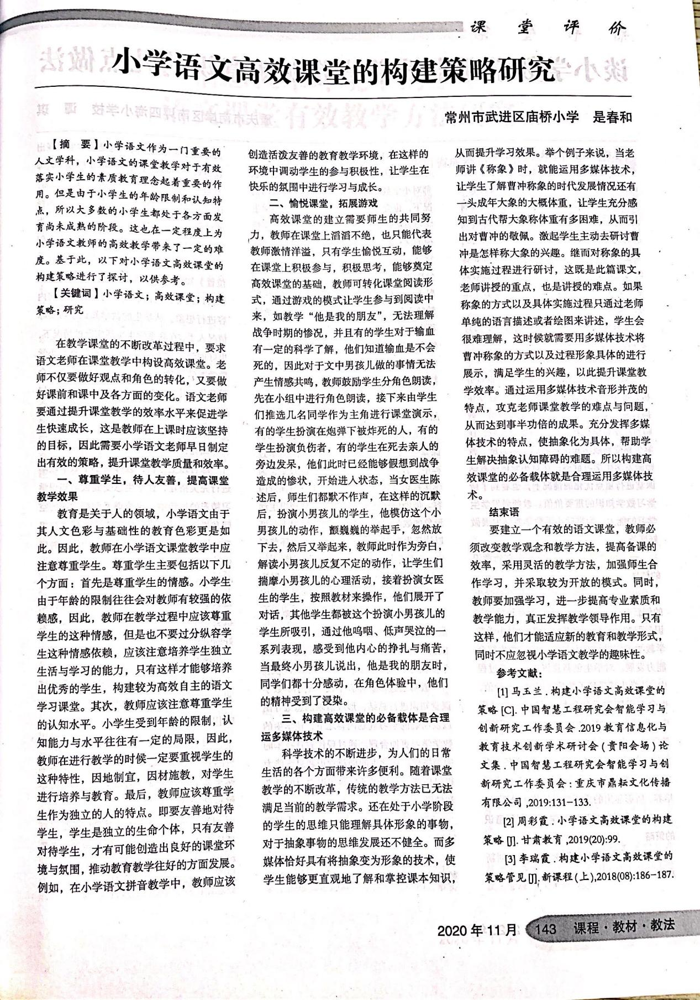 课堂评价
小学语文高效课堂的构建策略研究
常州市武进区庙桥小学　是春和
【摘　要】小学语文作为一门重要的
人文学科，小学语文的课堂教学对于有效
落实小学生的素质教育理念起着重要的作
用。但是由于小学生的年龄限制和认知特
点，所以大多数的小学生都处于各方面发
育尚未成熟的阶段。这也在一定程度上为
小学语文教师的高效教学带来了一定的难
度。基于此，以下对小学语文高效课堂的
构建策略进行了探讨，以供参考。
【关键词】小学语文；高效课堂；构建
策略；研究
在教学课堂的不断改革过程中，要求
语文老师在课堂教学中构设高效课堂。老
师不仅要做好观点和角色的转化，又要做
好课前和课中及各方面的变化。语文老师
要通过提升课堂教学的效率水平来促进学
生快速成长，这是教师在上课时应该坚持
的目标，因此需要小学语文老师早日制定
出有效的策略，提升课堂教学质量和效率。
一、尊重学生，待人友善，提高课堂
教学效果
教育是关于人的领域，小学语文由于
其人文色彩与基础性的教育色彩更是如
此。因此，教师在小学语文课堂教学中应
注意尊重学生。尊重学生主要包括以下几
个方面：首先是尊重学生的情感。小学生
由于年龄的限制往往会对教师有较强的依
赖感，因此，教师在教学过程中应该尊重
学生的这种情感，但是也不要过分纵容学
生这种情感依赖，应该注意培养学生独立
生活与学习的能力，只有这样才能够培养
出优秀的学生，构建较为高效自主的语文
学习课堂。其次，教师应该注意尊重学生
的认知水平。小学生受到年龄的限制，认
知能力与水平往往有一定的局限，因此，
教师在进行教学的时候一定要重视学生的
这种特性，因地制宜，因材施教，对学生
进行培养与教育。最后，教师应该尊重学
生作为独立的人的特点。即要友善地对待
学生，学生是独立的生命个体，只有友善
对待学生，才有可能创造出良好的课堂环
境与氛围，推动教育教学往好的方面发展。
例如，在小学语文拼音教学中，教师应该
创造活泼友善的教育教学环境，在这样的
环境中调动学生的参与积极性，让学生在
快乐的氛围中进行学习与成长。
二、愉悦课堂，拓展游戏
高效课堂的建立需要师生的共同努
力，教师在课堂上滔滔不绝，也只能代表
教师激情洋溢，只有学生愉悦互动，能够
在课堂上积极参与，积极思考，能够奠定
高效课堂的基础，教师可转化课堂阅读形
式，通过游戏的模式让学生参与到阅读中
来，如教学“他是我的朋友”，无法理解
战争时期的惨况，并且有的学生对于输血
有一定的科学了解，他们知道输血是不会
死的，因此对于文中男孩儿做的事情无法
产生情感共鸣，教师鼓励学生分角色朗读，
先在小组中进行角色朗读，接下来由学生
们推选几名同学作为主角进行课堂演示，
有的学生扮演在炮弹下被炸死的人，有的
学生扮演负伤者，有的学生在死去亲人的
旁边发呆，他们此时已经能够假想到战争
造成的惨状，开始进入状态，当女医生陈
述后，师生们都默不作声，在这样的沉默
后，扮演小男孩儿的学生，他模仿这个小
男孩儿的动作，颤巍巍的举起手，忽然放
下去，然后又举起来，教师此时作为旁白，
解读小男孩儿反复不定的动作，让学生们
揣摩小男孩儿的心理活动，接着扮演女医
生的学生，按照教材来操作，他们展开了
对话，其他学生都被这个扮演小男孩儿的
学生所吸引，通过他呜咽、低声哭泣的一
系列表现，感受到他内心的挣扎与痛苦，
当最终小男孩儿说出，他是我的朋友时，
同学们都十分感动，在角色体验中，他们
的精神受到了浸染。
三、构建高效课堂的必备载体是合理
运多媒体技术
科学技术的不断进步，为人们的日常
生活的各个方面带来许多便利。随着课堂
教学的不断改革，传统的教学方法已无法
满足当前的教学需求。还在处于小学阶段
的学生的思维只能理解具体形象的事物，
对于抽象事物的思维发展还不健全。而多
媒体恰好具有将抽象变为形象的技术，使
学生能够更直观地了解和掌控课本知识，
从而提升学习效果。举个例子来说，当老
师讲《称象》时，就能运用多媒体技术，
让学生了解曹冲称象的时代发展情况还有
一头成年大象的大概体重，让学生充分感
知到古代帮大象称体重有多困难，从而引
出对曹冲的敬佩。激起学生主动去研讨曹
冲是怎样称大象的兴趣。继而对称象的具
体实施过程进行研讨，这既是此篇课文，
老师讲授的重点，也是讲授的难点。如果
称象的方式以及具体实施过程只通过老师
单纯的语言描述或者绘图来讲述，学生会
很难理解，这时候就需要用多媒体技术将
曹冲称象的方式以及过程形象具体的进行
展示，满足学生的兴趣，以此提升课堂教
学效率。通过运用多媒体技术音形并茂的
特点，攻克老师课堂教学的难点与问题，
从而达到事半功倍的成果。充分发挥多媒
体技术的特点，使抽象化为具体，帮助学
生解决抽象认知障碍的难题。所以构建高
效课堂的必备载体就是合理运用多媒体技
术。
结束语
要建立一个有效的语文课堂，教师必
须改变教学观念和教学方法，提高备课的
效率，采用灵活的教学方法，加强师生合
作学习，并采取较为开放的模式。同时，
教师要加强学习，进一步提高专业素质和
教学能力，真正发挥教学领导作用。只有
这样，他们才能适应新的教育和教学形式，
同时不应忽视小学语文教学的趣味性。
参考文献：
[1] 马玉兰 . 构建小学语文高效课堂的
策略 [C]. 中国智慧工程研究会智能学习与
创新研究工作委员会 .2019 教育信息化与
教育技术创新学术研讨会 ( 贵阳会场 ) 论
文集 . 中国智慧工程研究会智能学习与创
新研究工作委员会 : 重庆市鼎耘文化传播
有限公司 ,2019:131-133.
[2] 周彩霞 . 小学语文高效课堂的构建
策略 [J]. 甘肃教育 ,2019(20):99.
[3] 李瑞霞 . 构建小学语文高效课堂的
策略管见 [J]. 新课程 (上),2018(08):186-187.
2020 年 11 月　143　课程·教材·教法